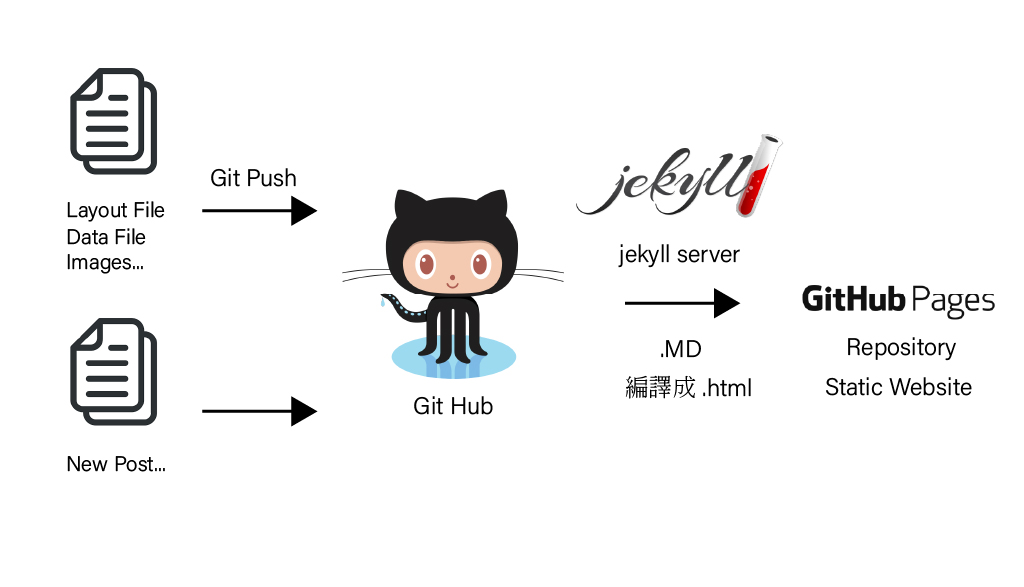 Git Push
Layout File
Data File
Images...
New Post...
Git Hub
jekyll
jekyll server
.MD
編譯成 .html
GitHub Pages
Repository
Static Website